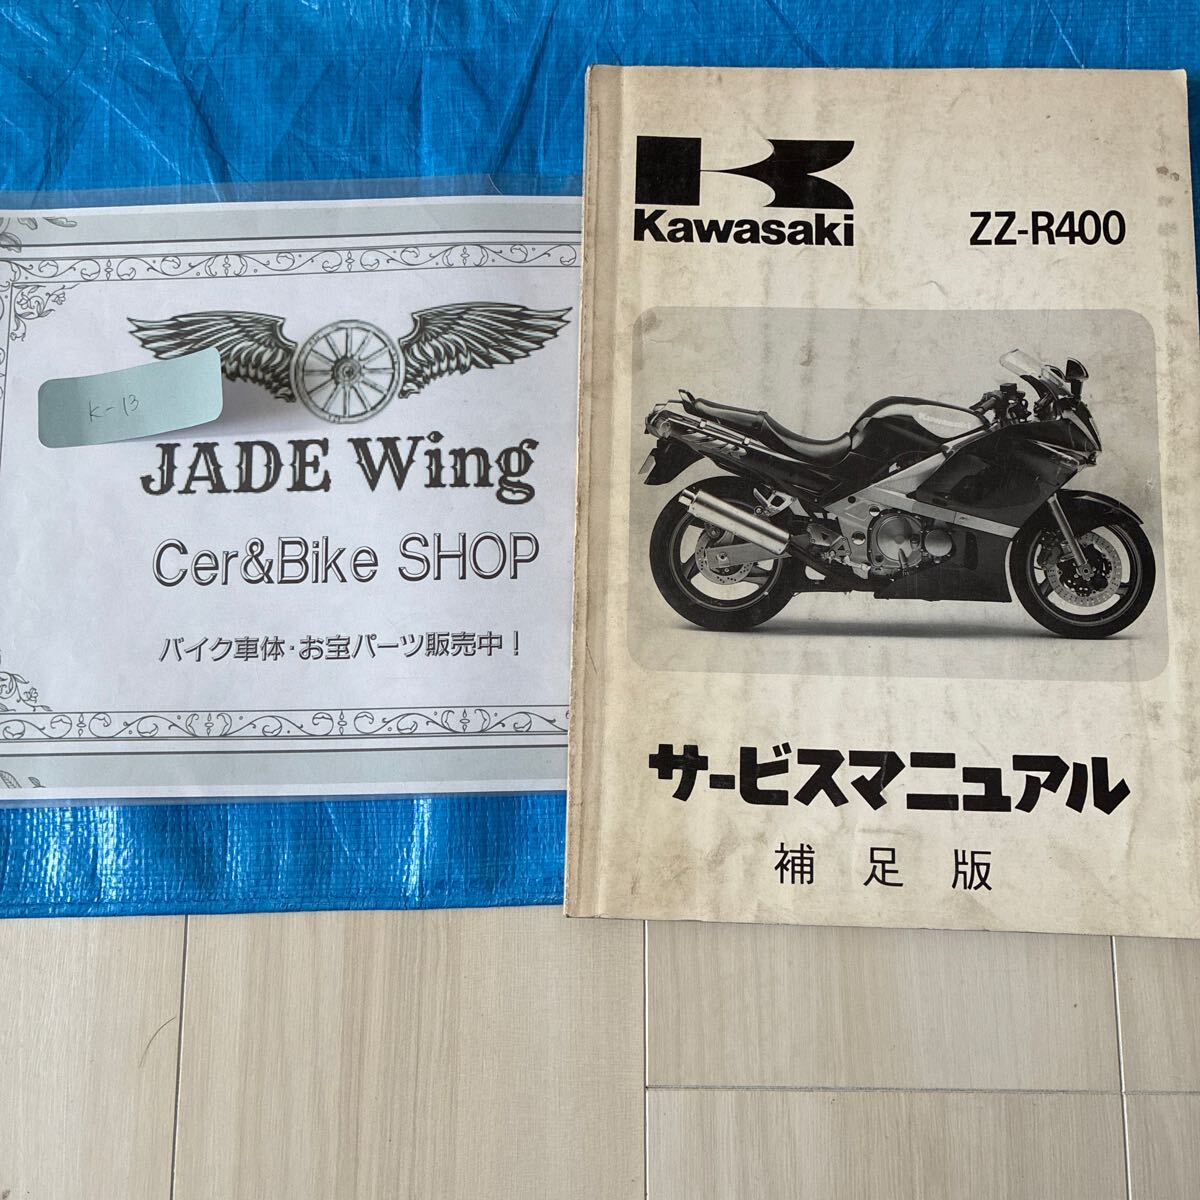 K-13
JADE Wing
Cer&Bike SHOP
バイク車体・お宝パーツ販売中！
Kawasaki
ZZ-R400
Kawasaki
サービスマニュアル
補足版